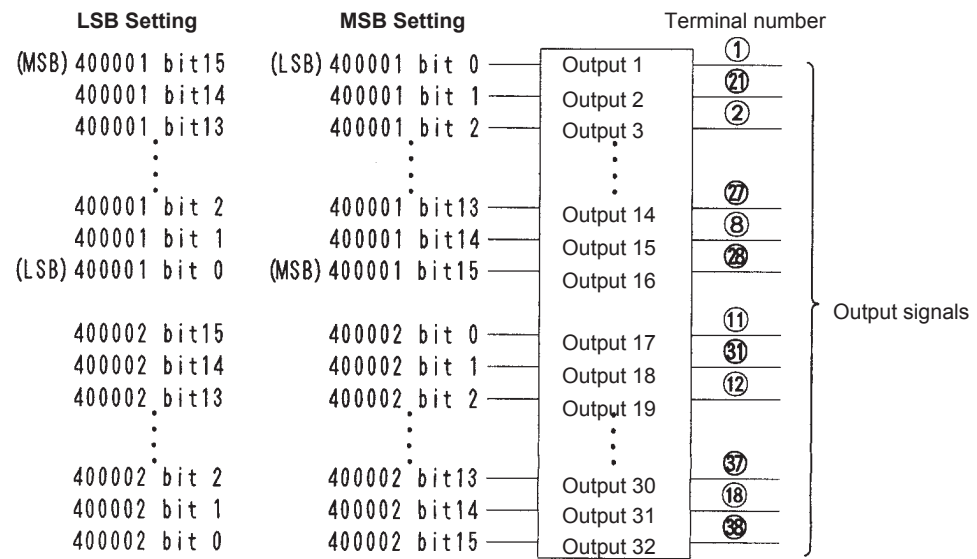 LSB Setting MSB Setting Terminal number
①
(MSB) 400001 bit15 (LSB) 400001 bit 0 Output 1
㉑
400001 bit14 400001 bit 1 Output 2
②
400001 bit13 400001 bit 2 Output 3
㉗
400001 bit 2 400001 bit13 Output 14
⑧
400001 bit 1 400001 bit14 Output 15
㉘
(LSB) 400001 bit 0 (MSB) 400001 bit15 Output 16
Output signals
⑪
400002 bit15 400002 bit 0 Output 17
㉛
400002 bit14 400002 bit 1 Output 18
⑫
400002 bit13 400002 bit 2 Output 19
㊲
400002 bit 2 400002 bit13 Output 30
⑱
400002 bit 1 400002 bit14 Output 31
㊳
400002 bit 0 400002 bit15 Output 32